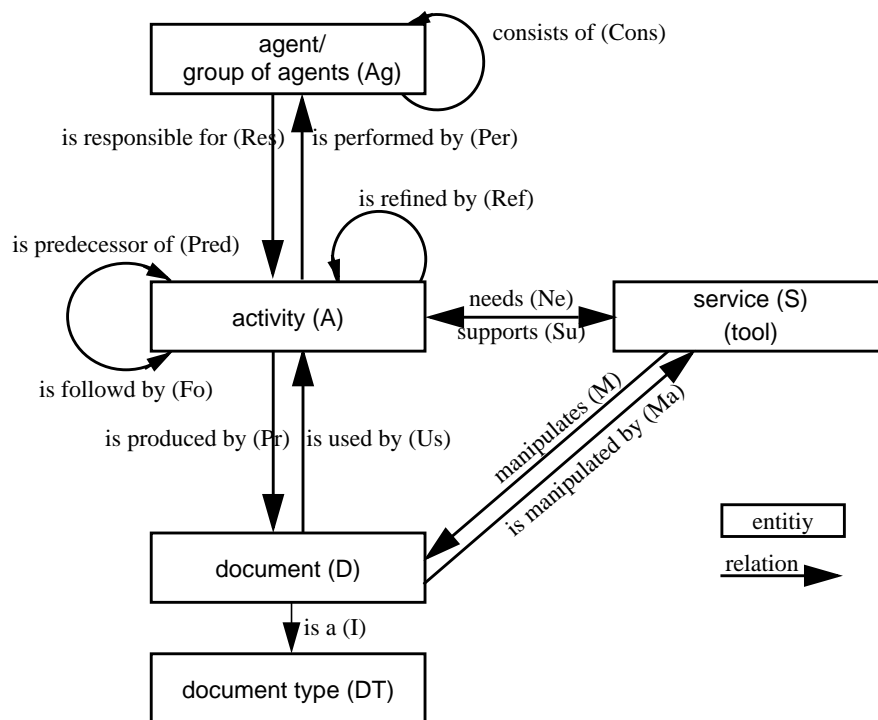 agent/
group of agents (Ag)
consists of (Cons)
is responsible for (Res)
is performed by (Per)
is refined by (Ref)
is predecessor of (Pred)
activity (A)
needs (Ne)
supports (Su)
service (S)
(tool)
is followd by (Fo)
is produced by (Pr)
is used by (Us)
manipulates (M)
is manipulated by (Ma)
entitiy
document (D)
relation
is a (I)
document type (DT)